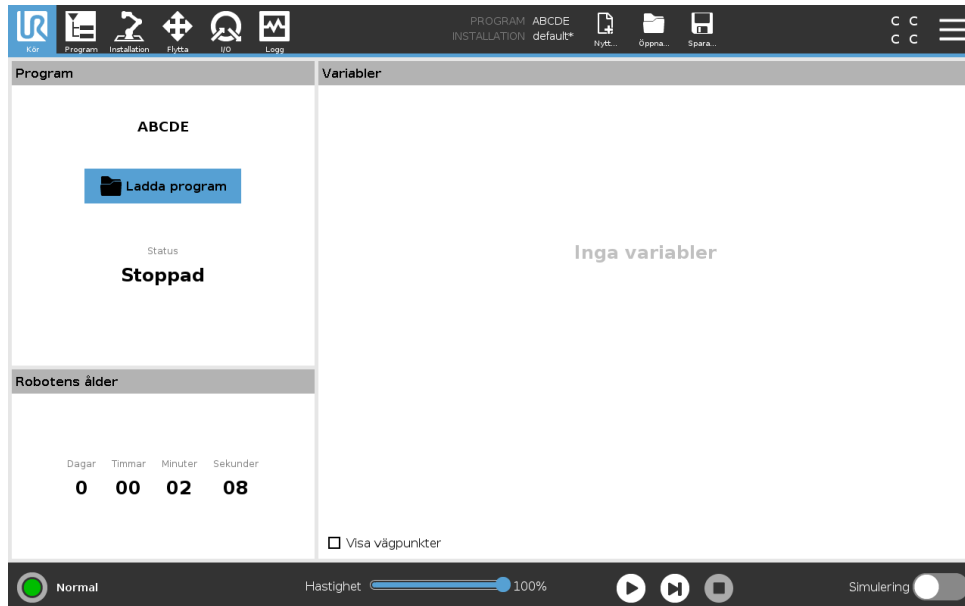 PROGRAM ABCDE
INSTALLATION default*
C C
C C
Kör Program Installation Flytta I/O Logg Nytt... Öppna... Spara...
Program
Variabler
ABCDE
Ladda program
Status
Stoppad
Inga variabler
Robotens ålder
Dagar Timmar Minuter Sekunder
0 00 02 08
Visa vägpunkter
Normal Hastighet 100% Simulering